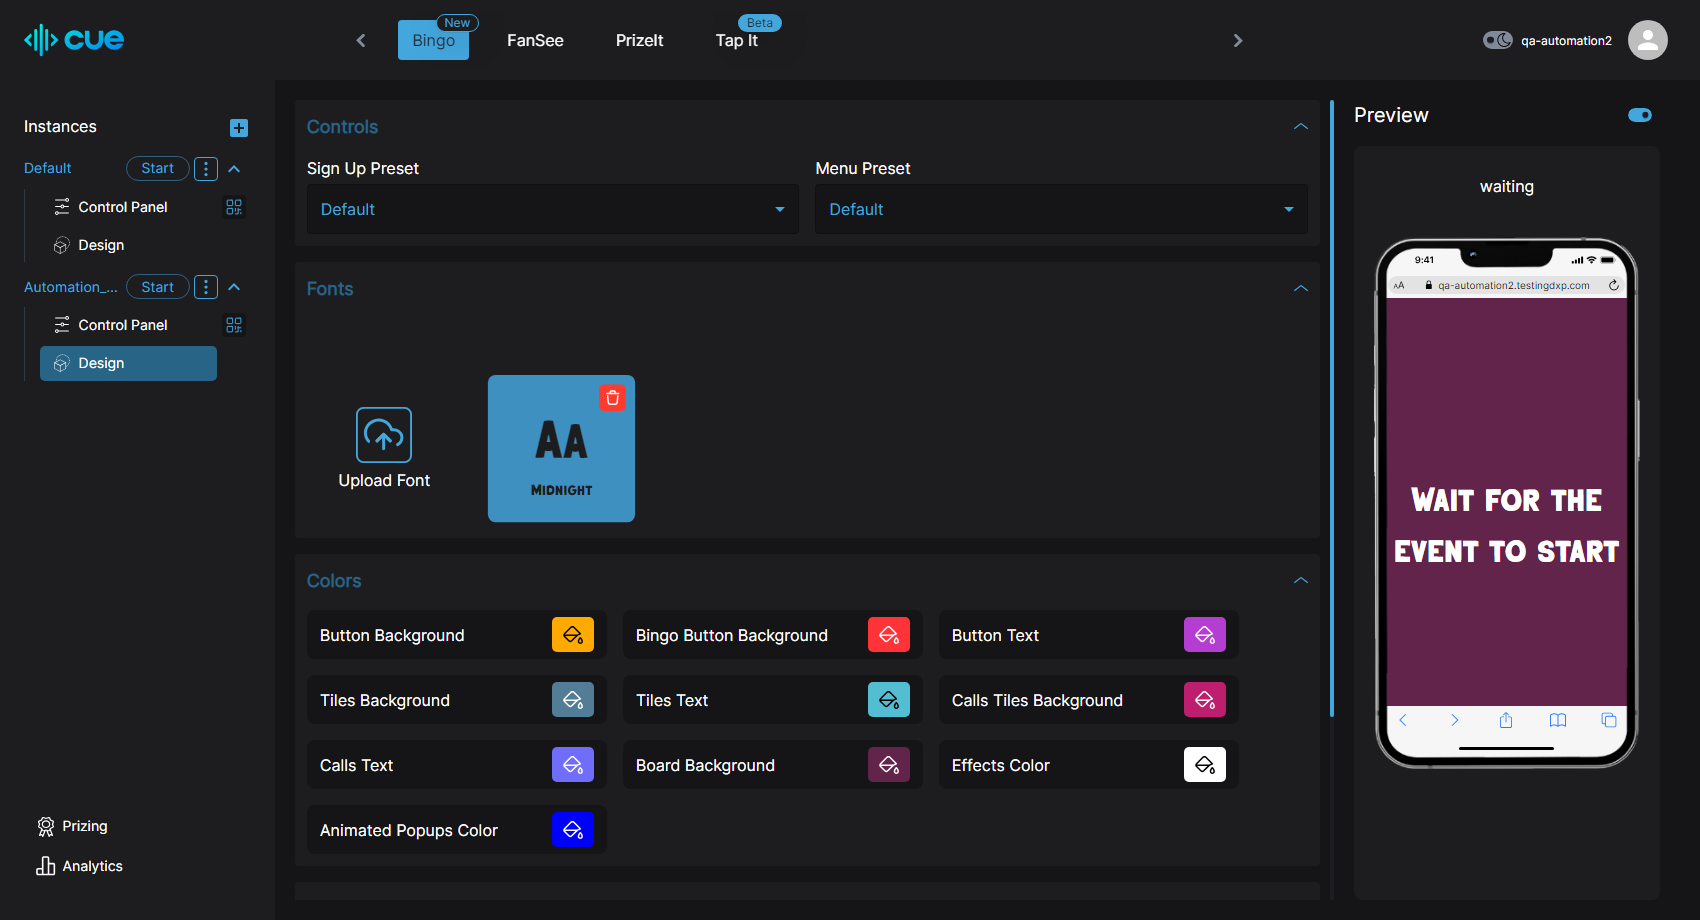 cue
Bingo
New
FanSee
PrizeIt
Tap It
Beta
qa-automation2
Instances
Default
Start
Control Panel
Design
Automation_...
Start
Control Panel
Design
Prizing
Analytics
Controls
Sign Up Preset
Menu Preset
Default
Default
Fonts
Upload Font
AA
MIDNIGHT
Colors
Button Background
Bingo Button Background
Button Text
Tiles Background
Tiles Text
Calls Tiles Background
Calls Text
Board Background
Effects Color
Animated Popups Color
Preview
waiting
9:41
AA
qa-automation2.testingdxp.com
WAIT FOR THE
EVENT TO START